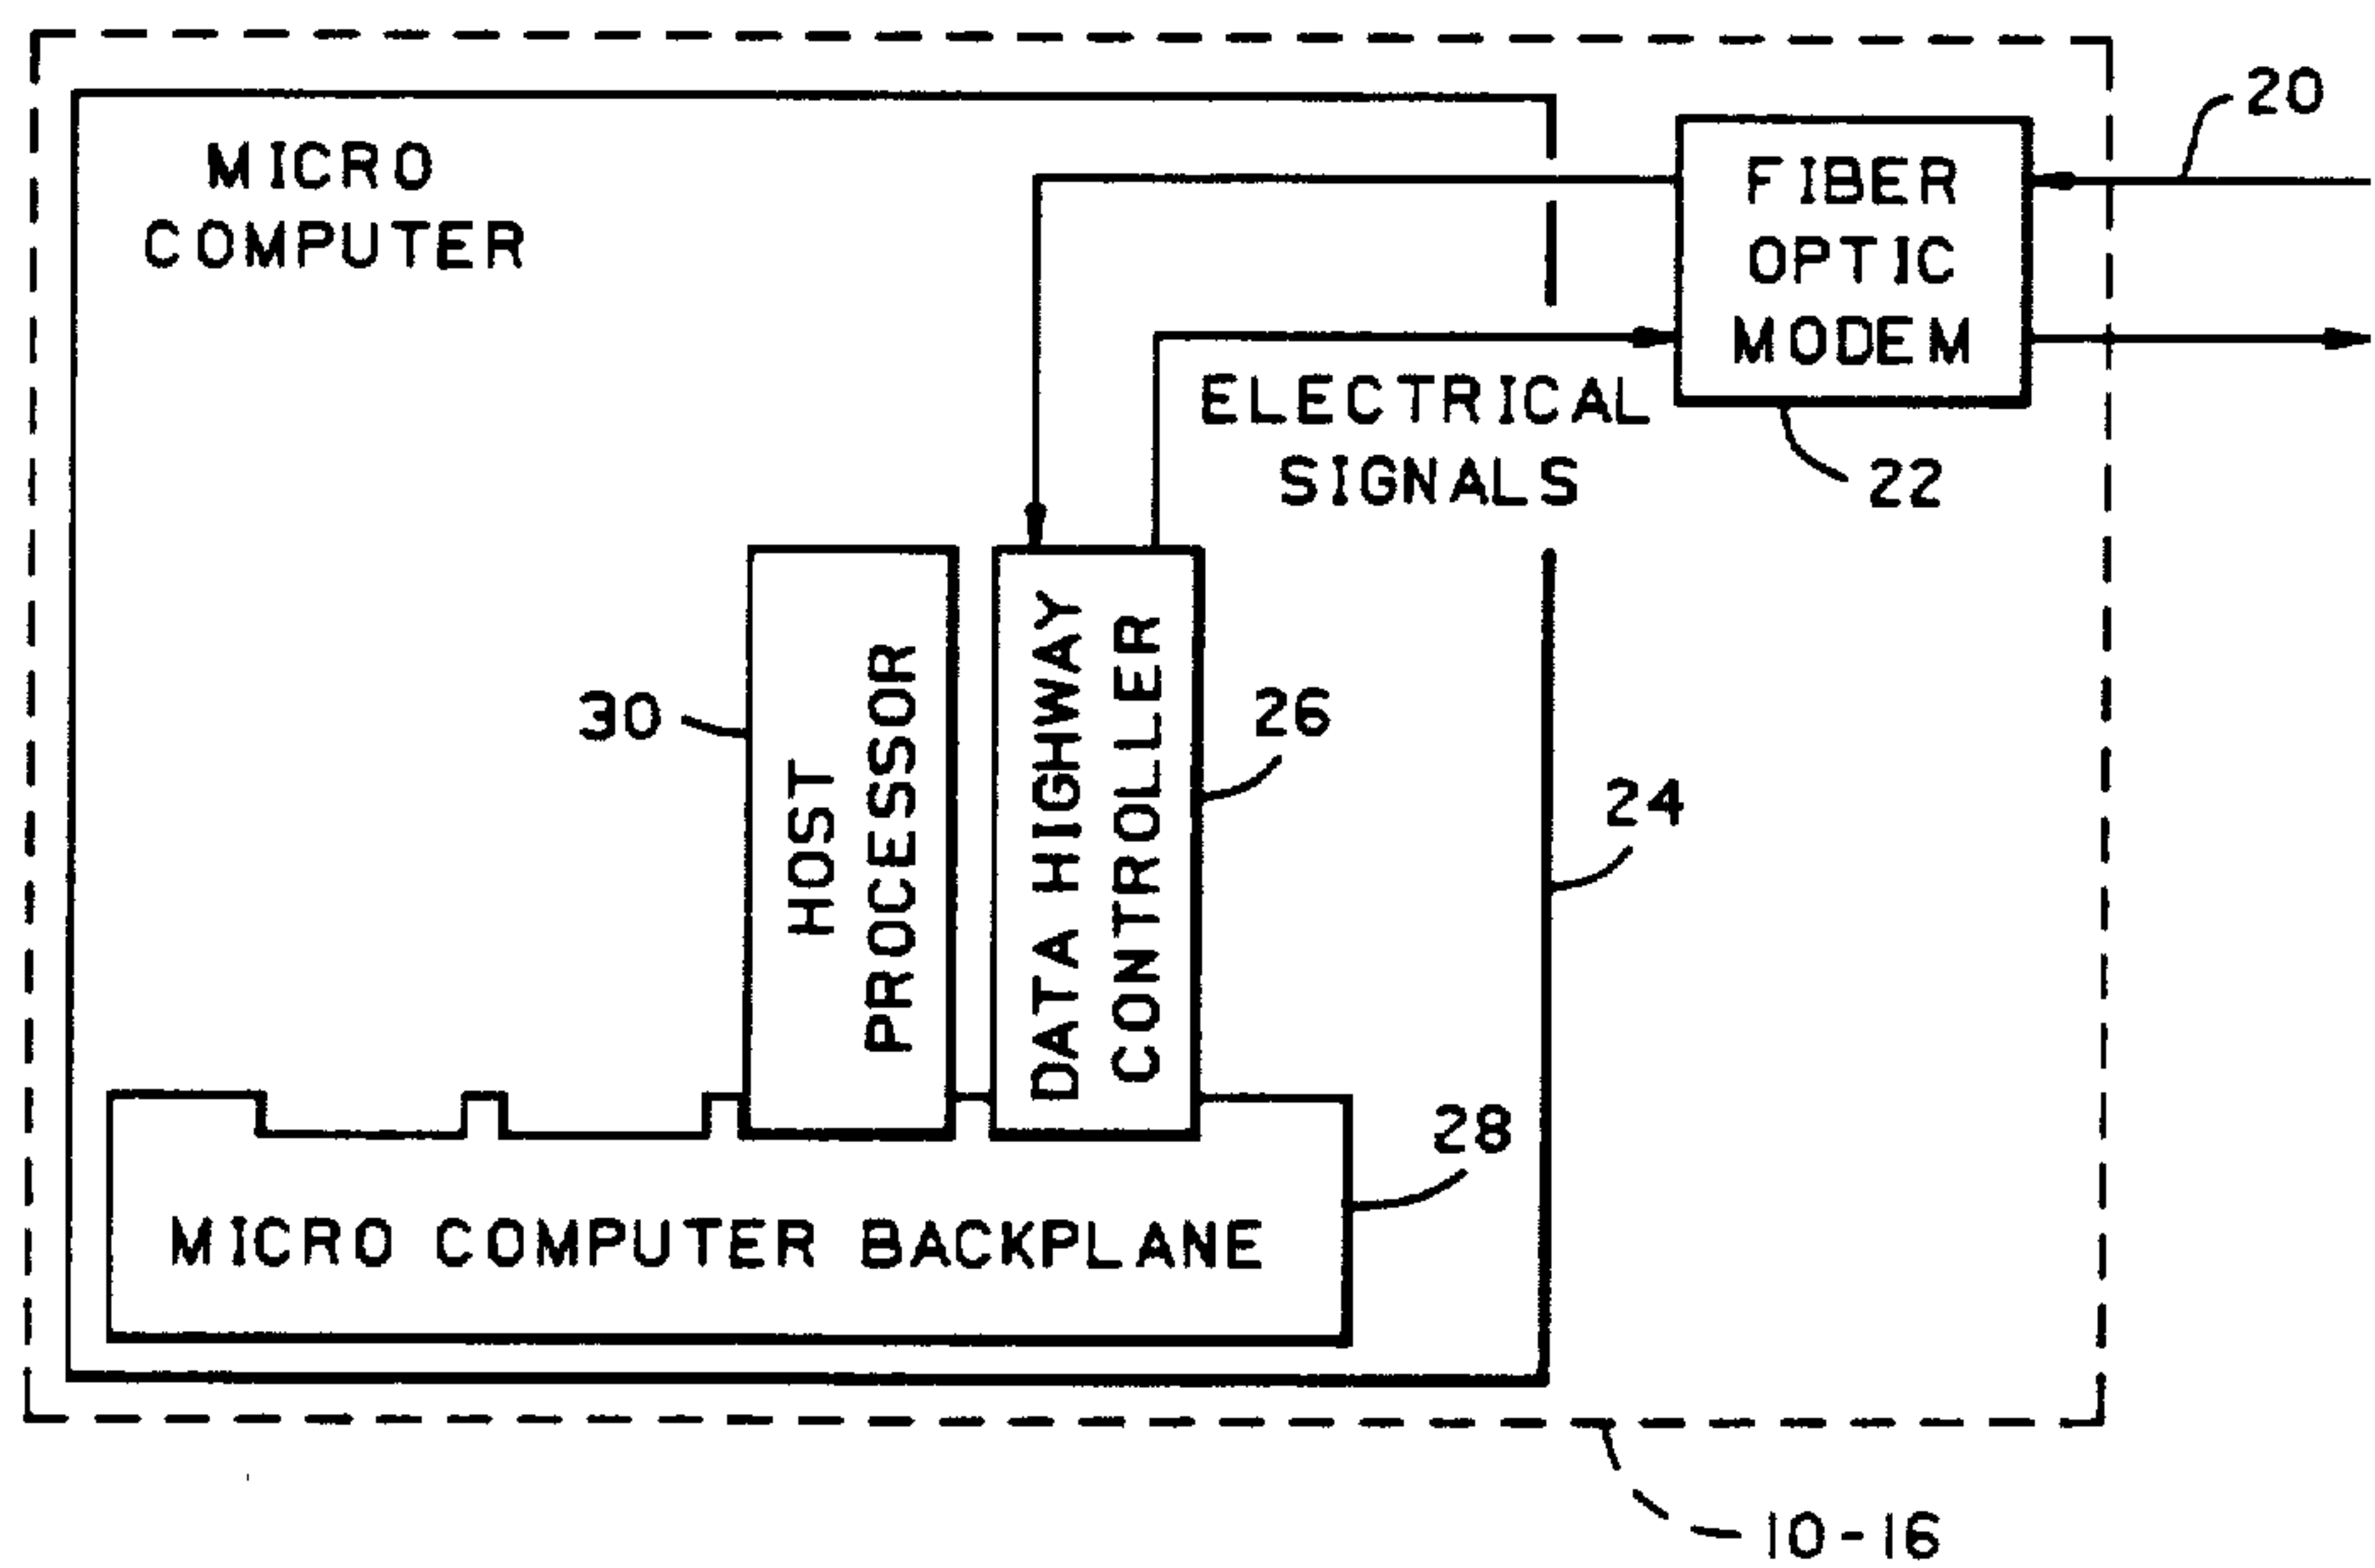 MICRO
COMPUTER
FIBER
OPTIC
MODEM
20
ELECTRICAL
SIGNALS
22
HOST
PROCESSOR
DATA HIGHWAY
CONTROLLER
30
26
24
28
MICRO COMPUTER BACKPLANE
10-16